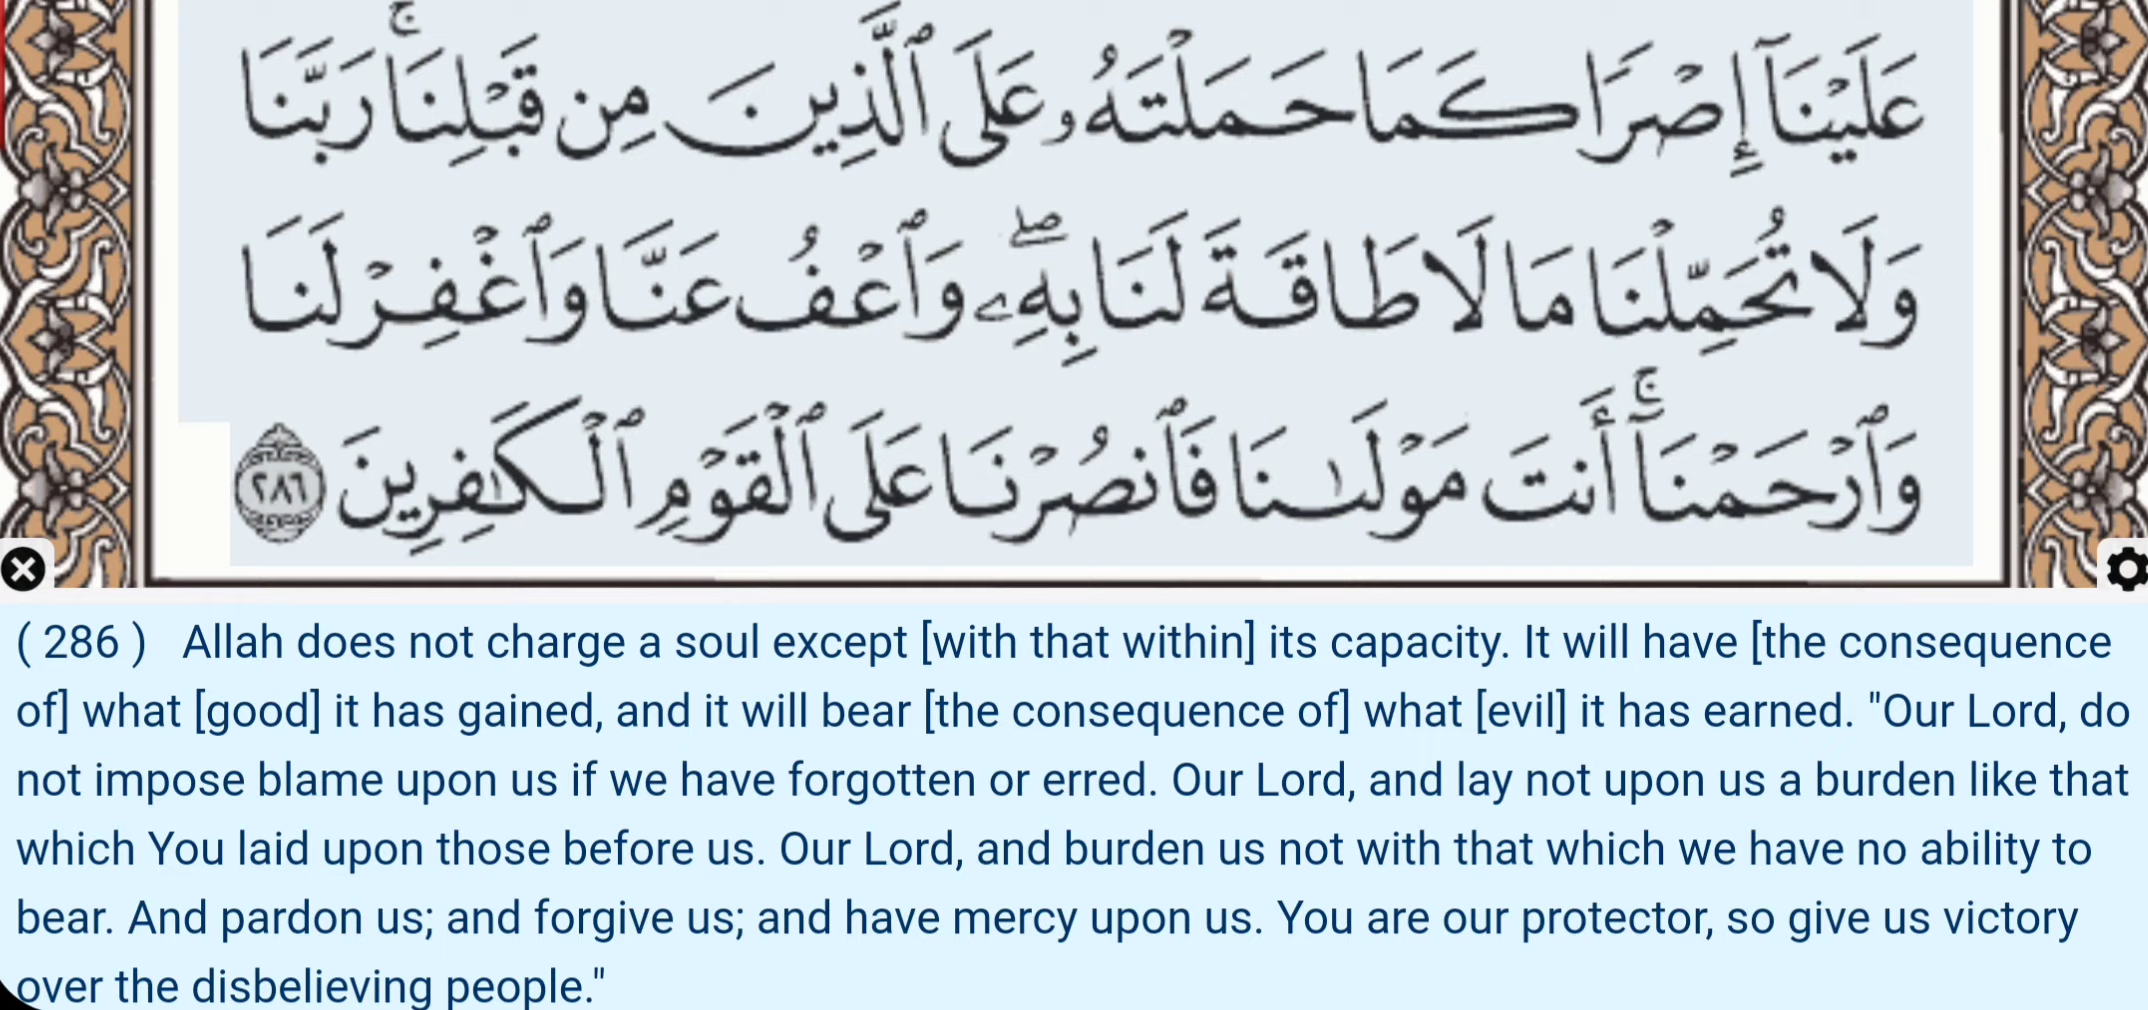 عَلَيْنَآ إِصْرًا كَمَا حَمَلْتَهُۥ عَلَى ٱلَّذِينَ مِن قَبْلِنَا ۚ رَبَّنَا
وَلَا تُحَمِّلْنَا مَا لَا طَاقَةَ لَنَا بِهِۦ ۖ وَٱعْفُ عَنَّا وَٱغْفِرْ لَنَا
وَٱرْحَمْنَآ ۚ أَنتَ مَوْلَىٰنَا فَٱنصُرْنَا عَلَى ٱلْقَوْمِ ٱلْكَٰفِرِينَ ٢٨٦
( 286 ) Allah does not charge a soul except [with that within] its capacity. It will have [the consequence
of] what [good] it has gained, and it will bear [the consequence of] what [evil] it has earned. "Our Lord, do
not impose blame upon us if we have forgotten or erred. Our Lord, and lay not upon us a burden like that
which You laid upon those before us. Our Lord, and burden us not with that which we have no ability to
bear. And pardon us; and forgive us; and have mercy upon us. You are our protector, so give us victory
over the disbelieving people."